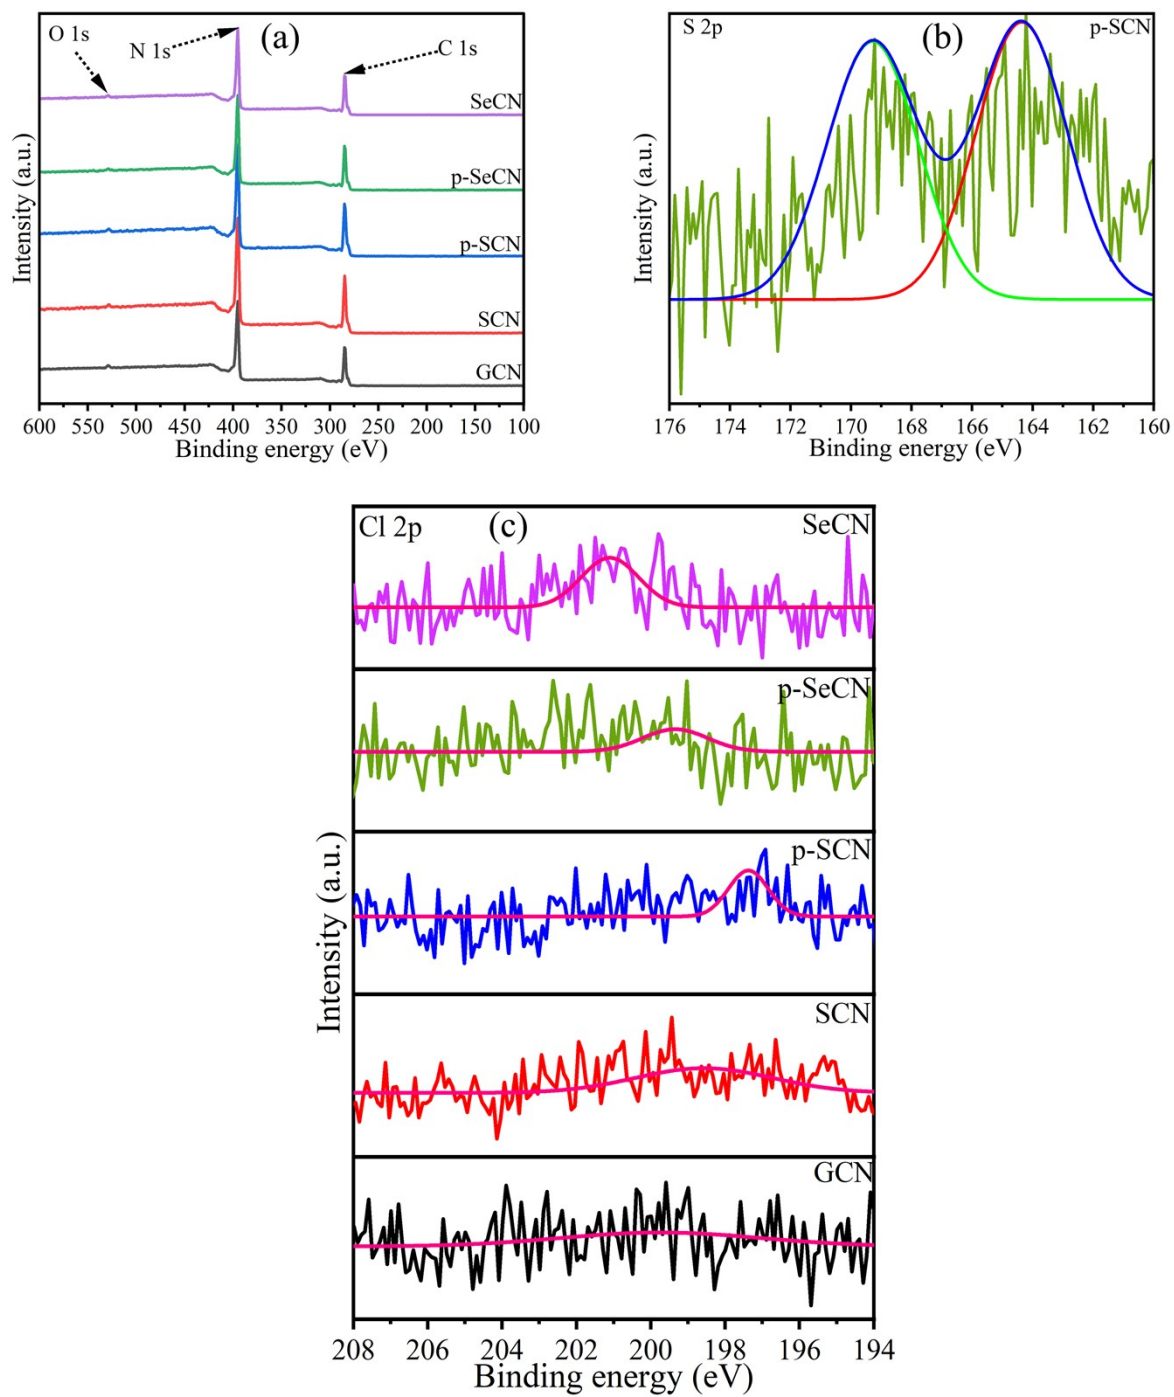 (a)
O 1s
N 1s
C 1s
SeCN
p-SeCN
p-SCN
SCN
GCN
Intensity (a.u.)
600 550 500 450 400 350 300 250 200 150 100
Binding energy (eV)
S 2p
(b)
p-SCN
Intensity (a.u.)
176 174 172 170 168 166 164 162 160
Binding energy (eV)
Cl 2p
(c)
SeCN
p-SeCN
p-SCN
SCN
GCN
Intensity (a.u.)
208 206 204 202 200 198 196 194
Binding energy (eV)